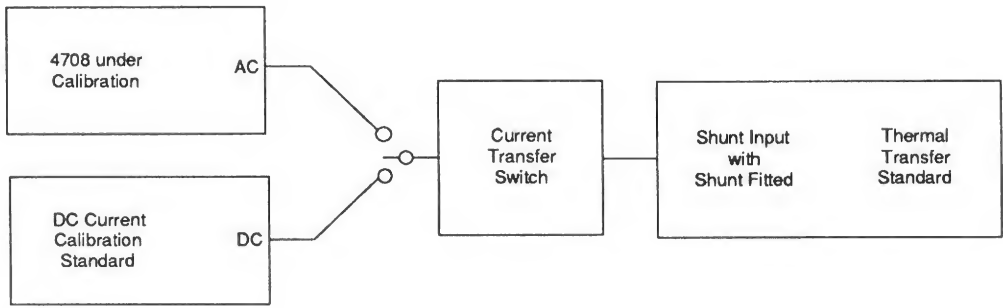 4708 under
Calibration
AC
DC Current
Calibration
Standard
DC
Current
Transfer
Switch
Shunt Input
with
Shunt Fitted
Thermal
Transfer
Standard